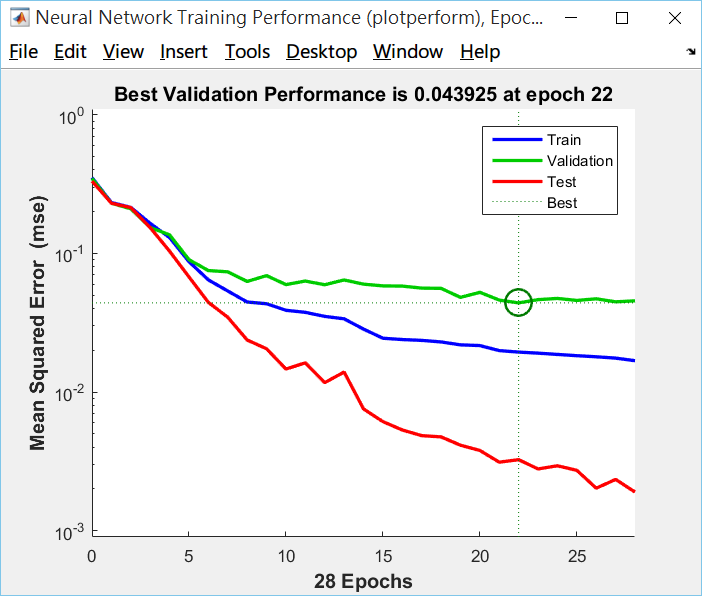 Neural Network Training Performance (plotperform), Epoc...
File Edit View Insert Tools Desktop Window Help
Best Validation Performance is 0.043925 at epoch 22
Mean Squared Error (mse)
10^0
10^-1
10^-2
10^-3
Train
Validation
Test
Best
0 5 10 15 20 25
28 Epochs